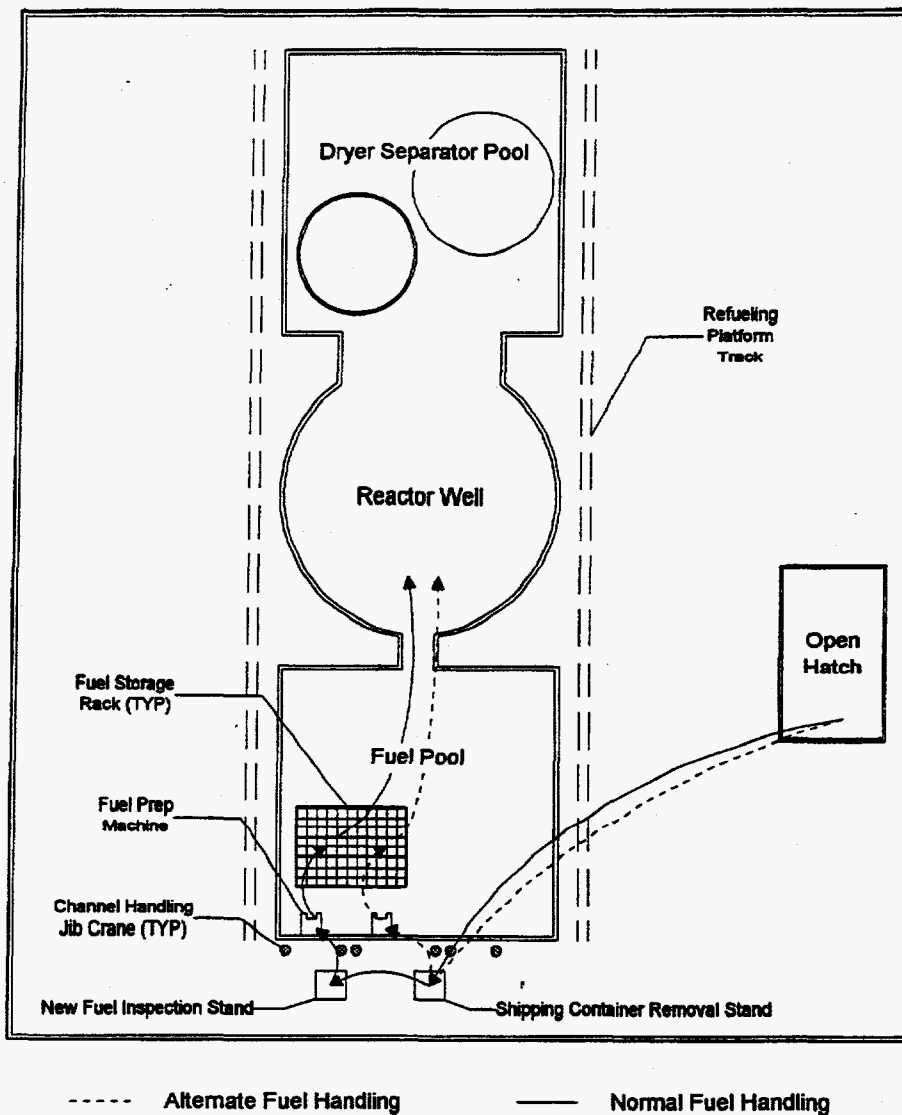 Dryer Separator Pool
Refueling
Platform
Track
Reactor Well
Open
Hatch
Fuel Storage
Rack (TYP)
Fuel Pool
Fuel Prep
Machine
Channel Handling
Jib Crane (TYP)
New Fuel Inspection Stand
Shipping Container Removal Stand
Alternate Fuel Handling
Normal Fuel Handling